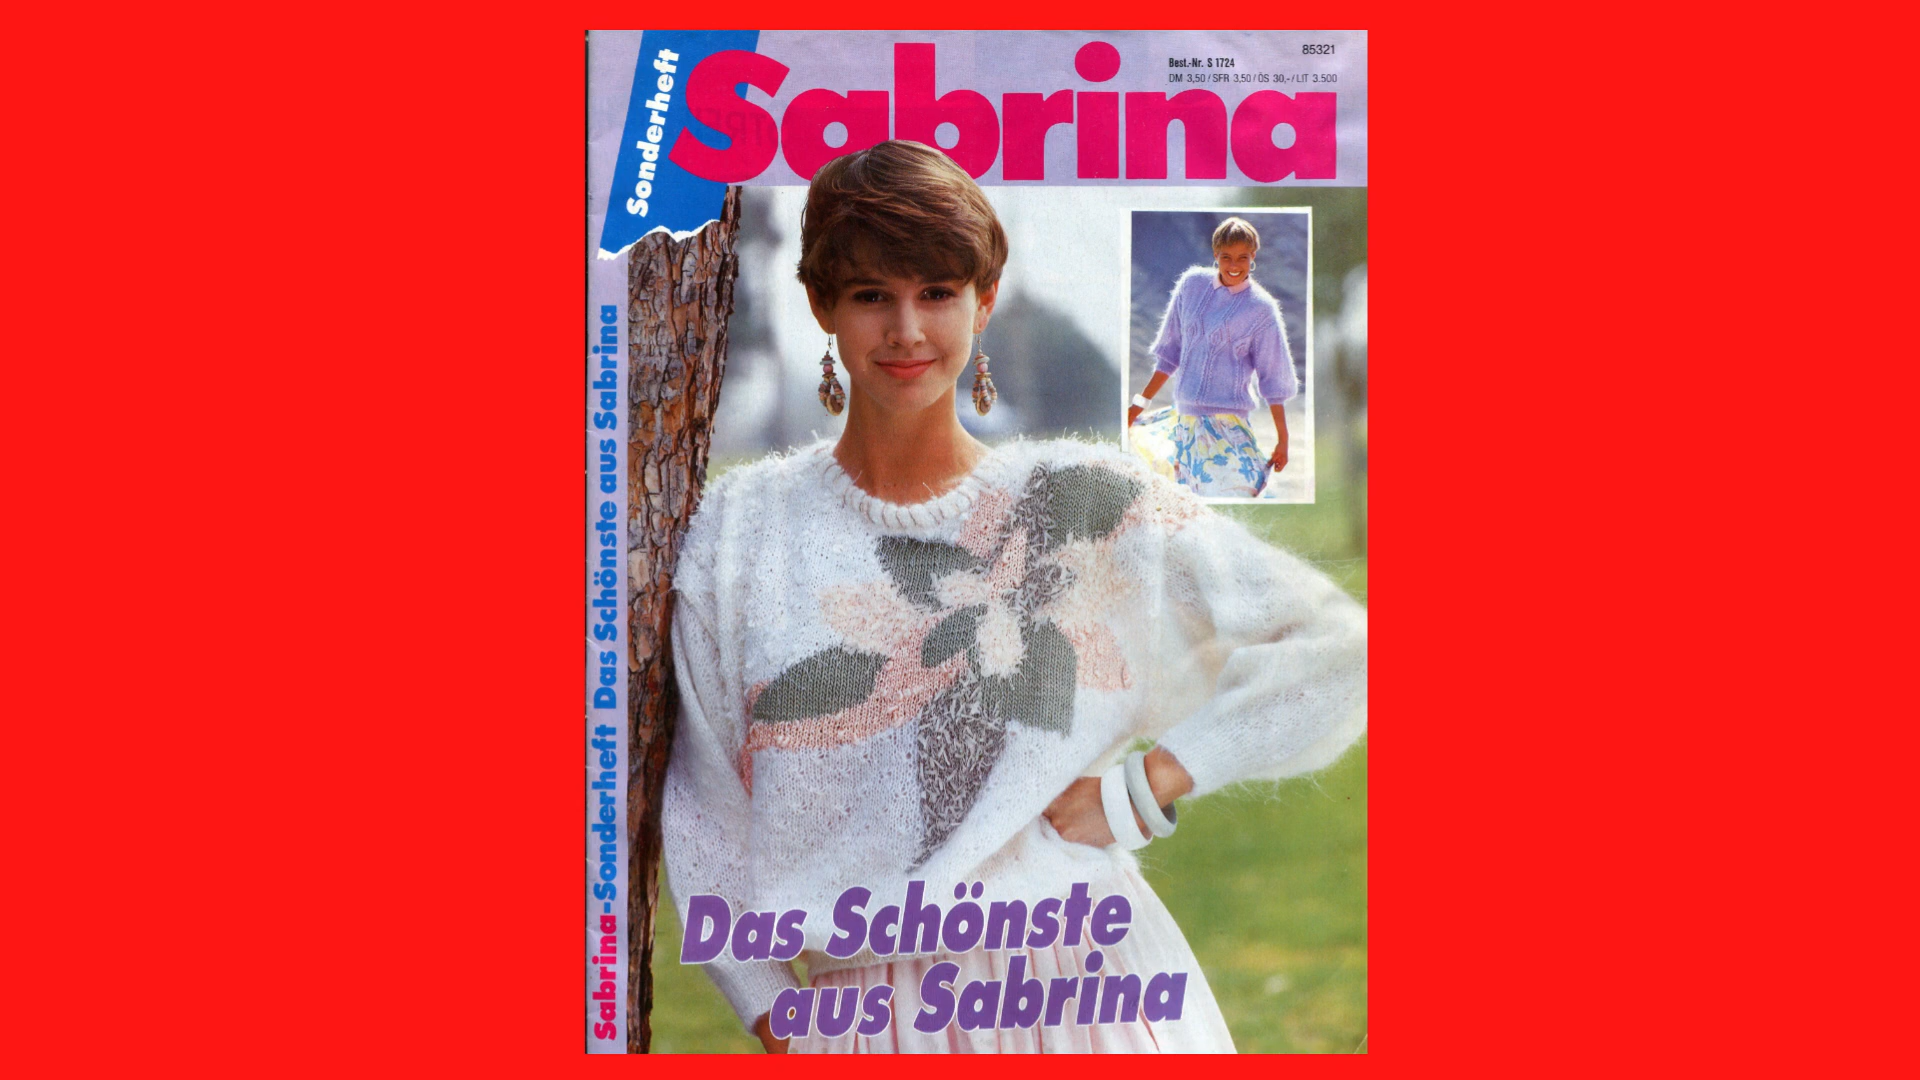 Sonderheft
Sabrina
85321
Best.-Nr. S 1724
DM 3,50 / SFR 3,50 / ÖS 30,- / LIT 3.500
Sabrina-Sonderheft Das Schönste aus Sabrina
Das Schönste
aus Sabrina